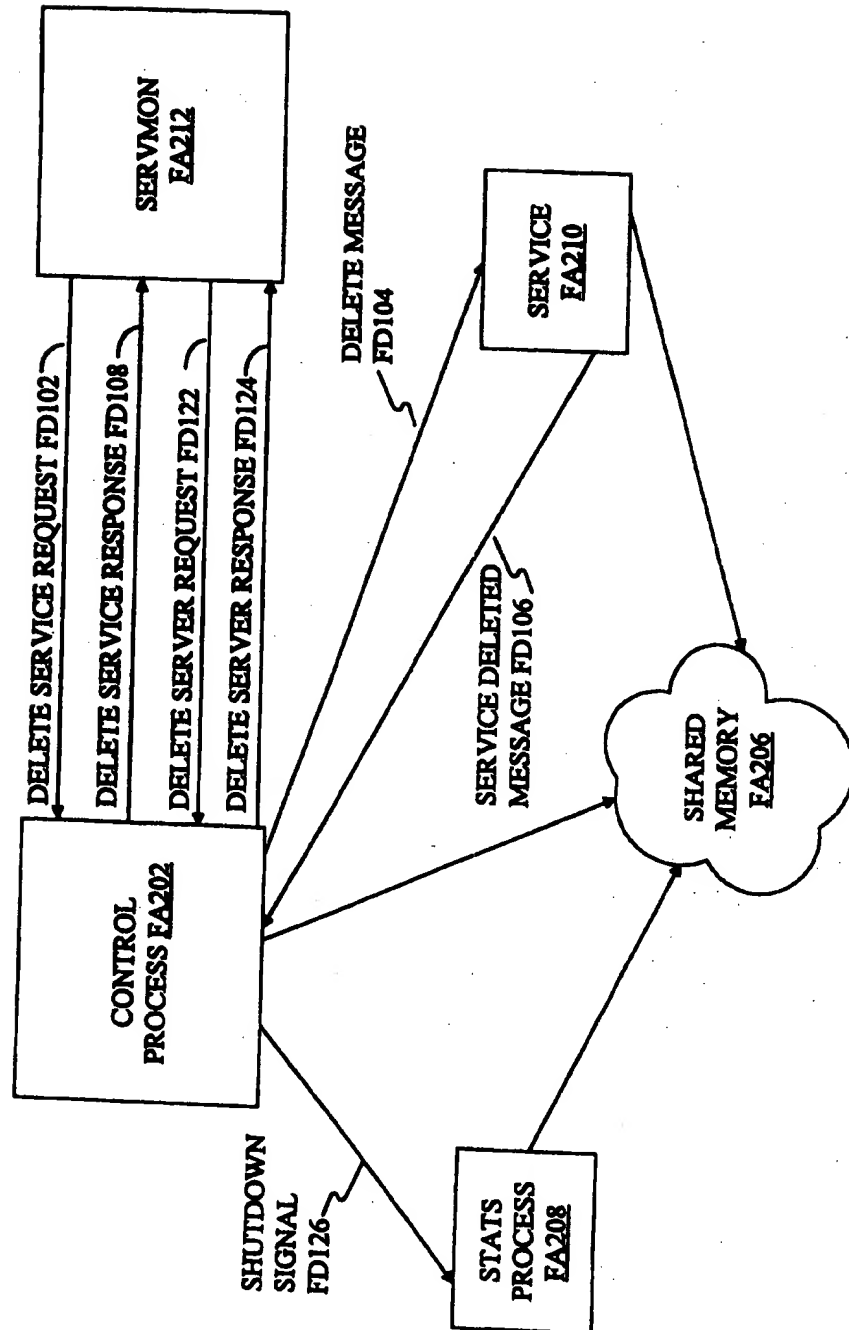 CONTROL
PROCESS FA202
SERVMON
FA212
DELETE SERVICE REQUEST FD102
DELETE SERVICE RESPONSE FD108
DELETE SERVER REQUEST FD122
DELETE SERVER RESPONSE FD124
DELETE MESSAGE
FD104
SHUTDOWN
SIGNAL
FD126
SERVICE DELETED
MESSAGE FD106
STATS
PROCESS
FA208
SERVICE
FA210
SHARED
MEMORY
FA206